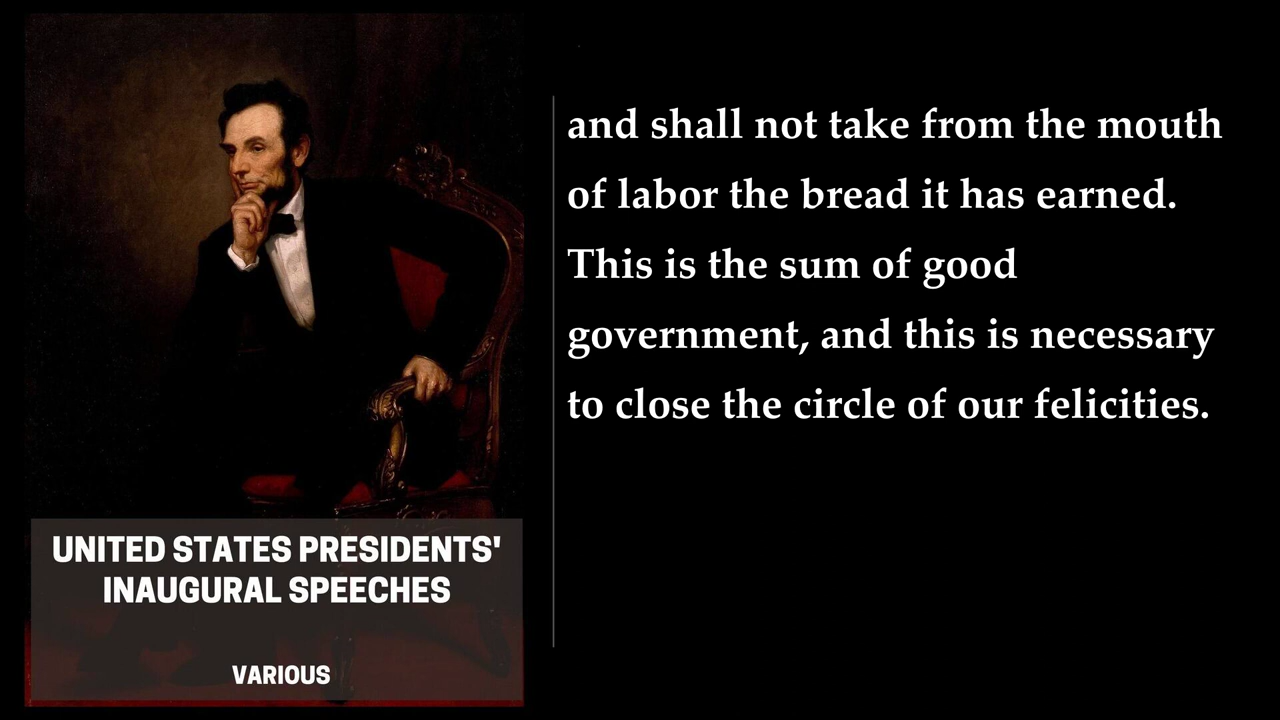 and shall not take from the mouth
of labor the bread it has earned.
This is the sum of good
government, and this is necessary
to close the circle of our felicities.
UNITED STATES PRESIDENTS'
INAUGURAL SPEECHES
VARIOUS